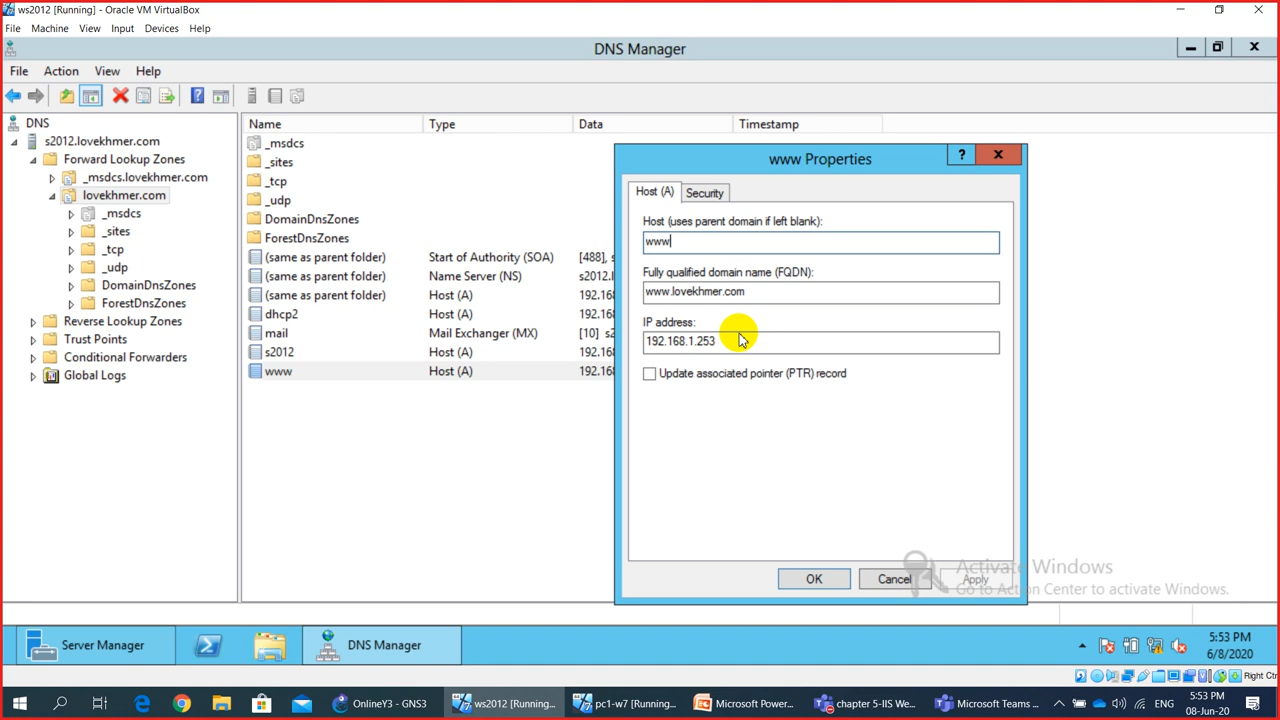 ws2012 [Running] - Oracle VM VirtualBox
File Machine View Input Devices Help
DNS Manager
File Action View Help
DNS
s2012.lovekhmer.com
Forward Lookup Zones
_msdcs.lovekhmer.com
lovekhmer.com
_msdcs
_sites
_tcp
_udp
DomainDnsZones
ForestDnsZones
Reverse Lookup Zones
Trust Points
Conditional Forwarders
Global Logs
Name Type Data Timestamp
_msdcs
_sites
_tcp
_udp
DomainDnsZones
ForestDnsZones
(same as parent folder) Start of Authority (SOA) [488], s
(same as parent folder) Name Server (NS) s2012.l
(same as parent folder) Host (A) 192.168
dhcp2 Host (A) 192.168
mail Mail Exchanger (MX) [10] s2
s2012 Host (A) 192.168
www Host (A) 192.168
www Properties
?
Host (A) Security
Host (uses parent domain if left blank):
www
Fully qualified domain name (FQDN):
www.lovekhmer.com
IP address:
192.168.1.253
Update associated pointer (PTR) record
OK Cancel Apply
Activate Windows
Go to Action Center to activate Windows.
Server Manager DNS Manager
5:53 PM
6/8/2020
Right Ctrl
OnlineY3 - GNS3 ws2012 [Running... pc1-w7 [Running... Microsoft Power... chapter 5-IIS We... Microsoft Teams ...
ENG
5:53 PM
08-Jun-20